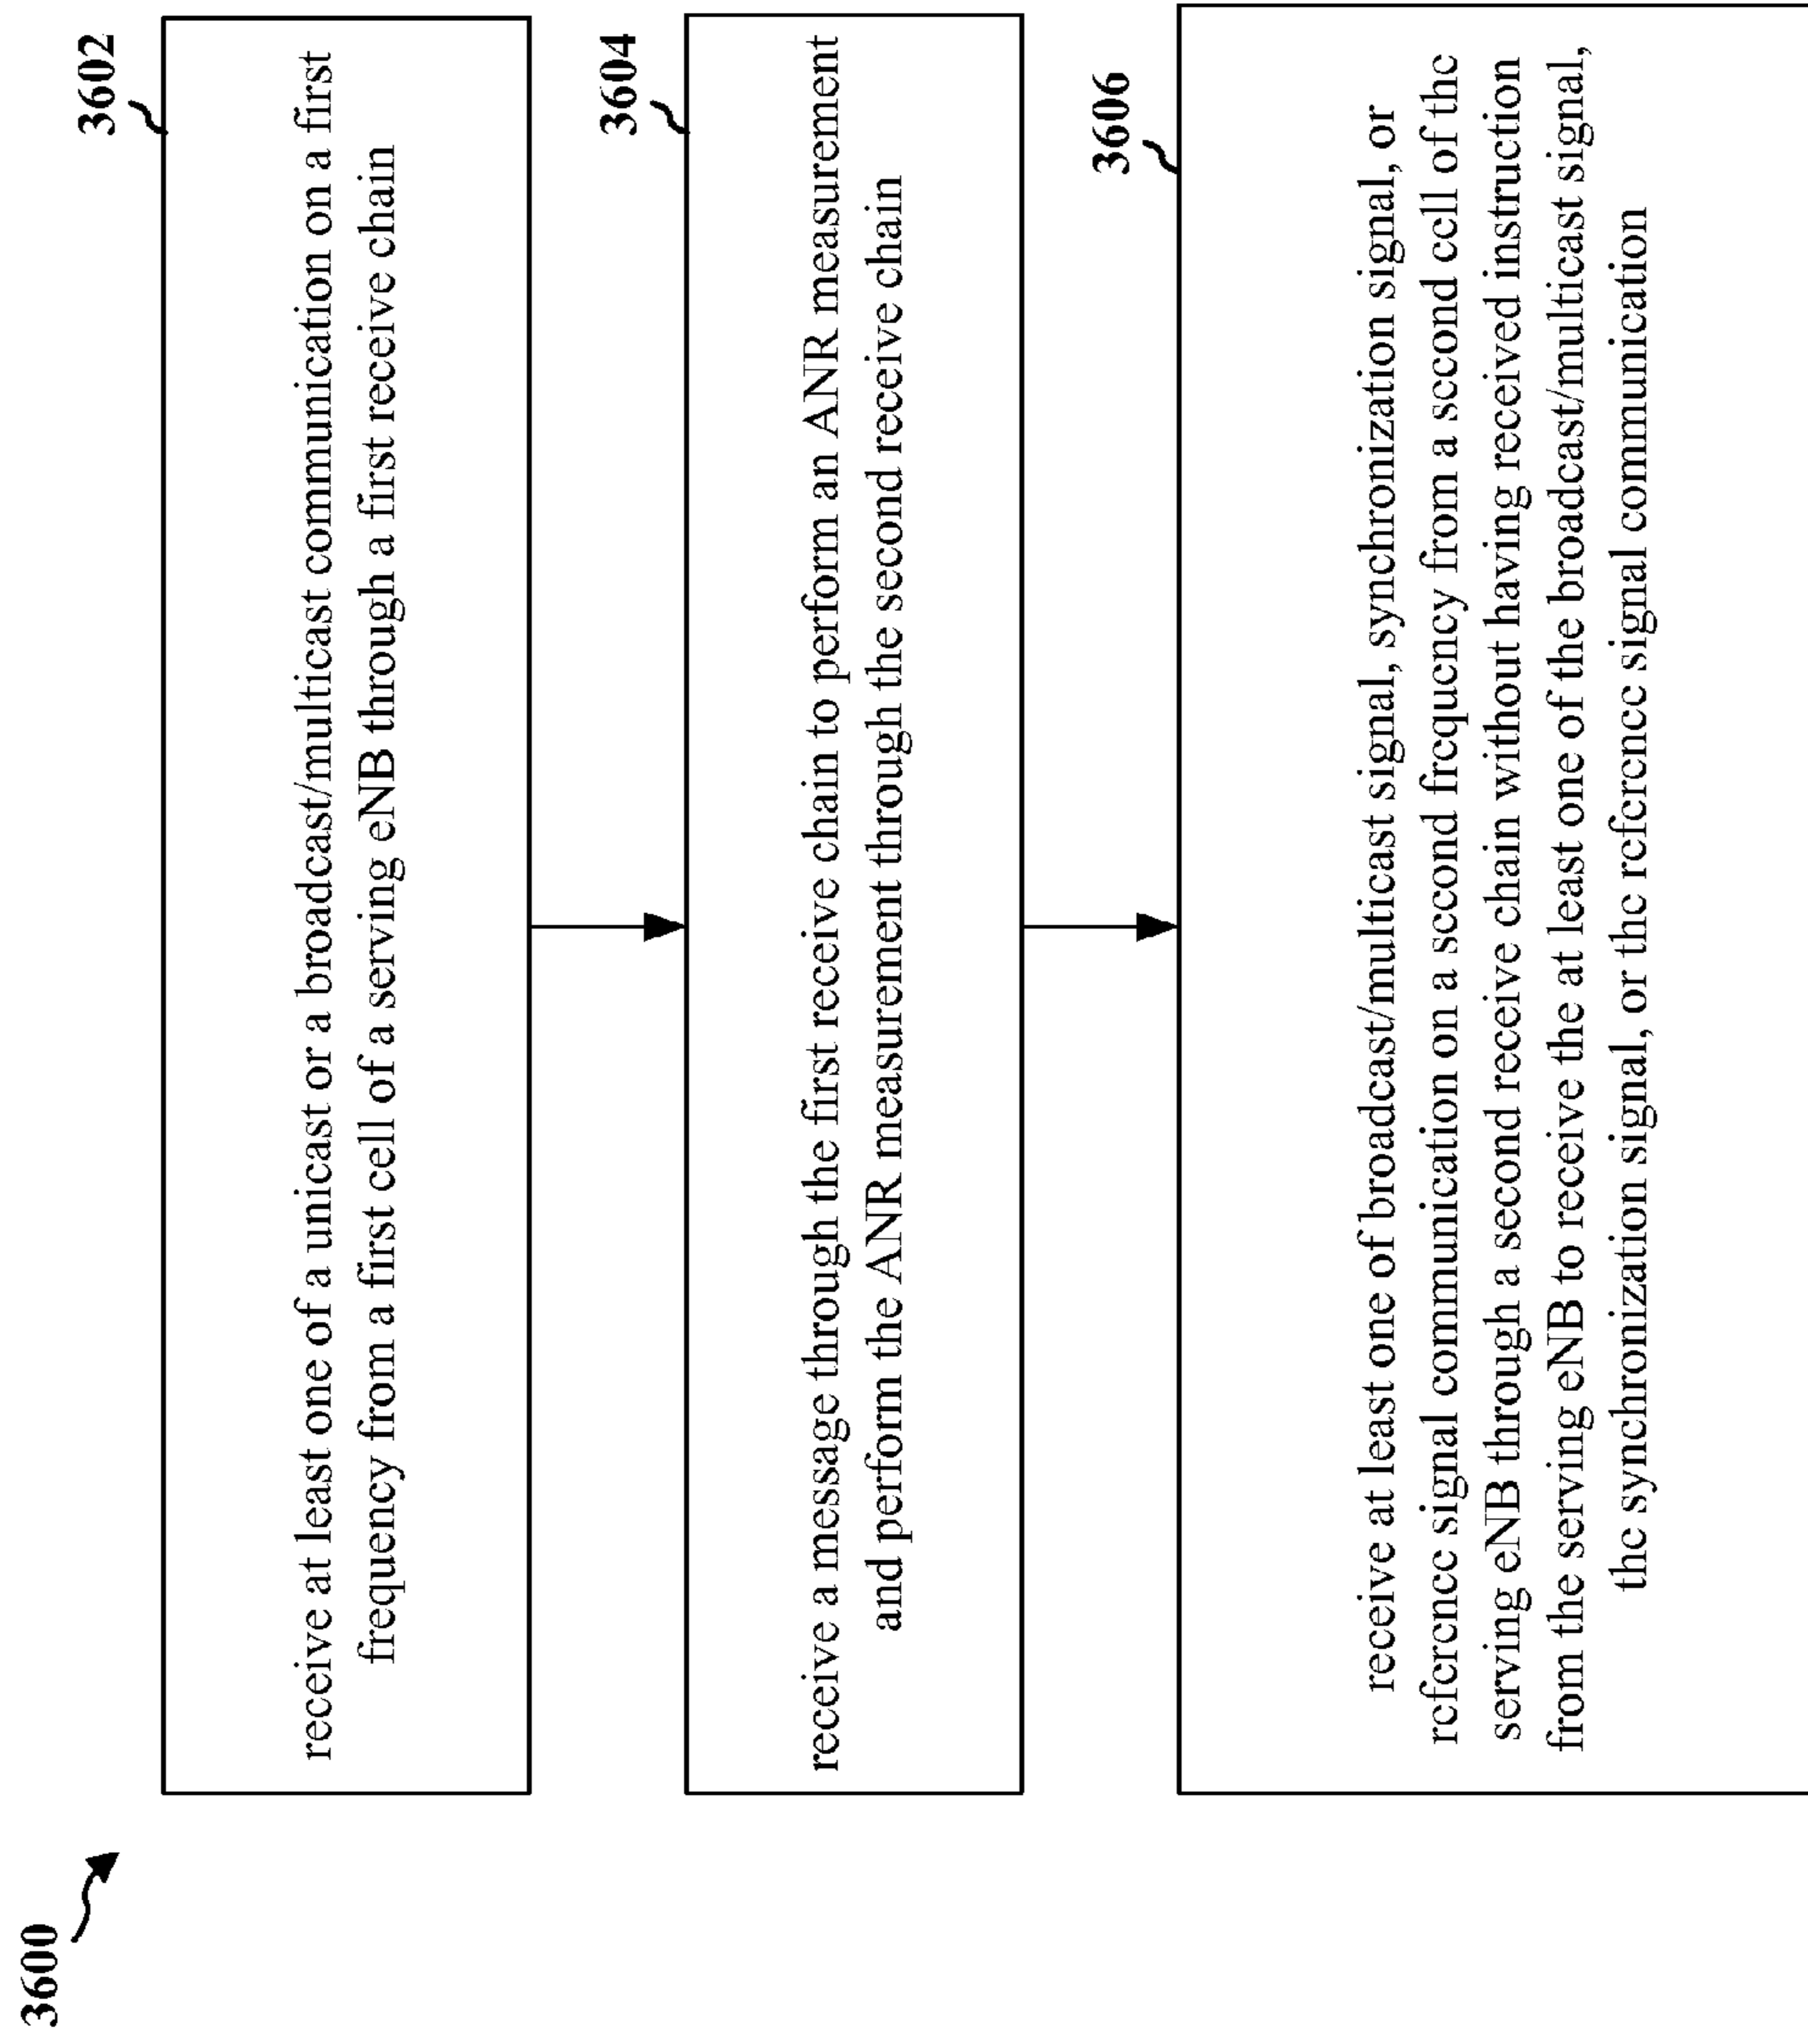 3600
3602
receive at least one of a unicast or a broadcast/multicast communication on a first
frequency from a first cell of a serving eNB through a first receive chain
3604
receive a message through the first receive chain to perform an ANR measurement
and perform the ANR measurement through the second receive chain
3606
receive at least one of broadcast/multicast signal, synchronization signal, or
reference signal communication on a second frequency from a second cell of the
serving eNB through a second receive chain without having received instruction
from the serving eNB to receive the at least one of the broadcast/multicast signal,
the synchronization signal, or the reference signal communication